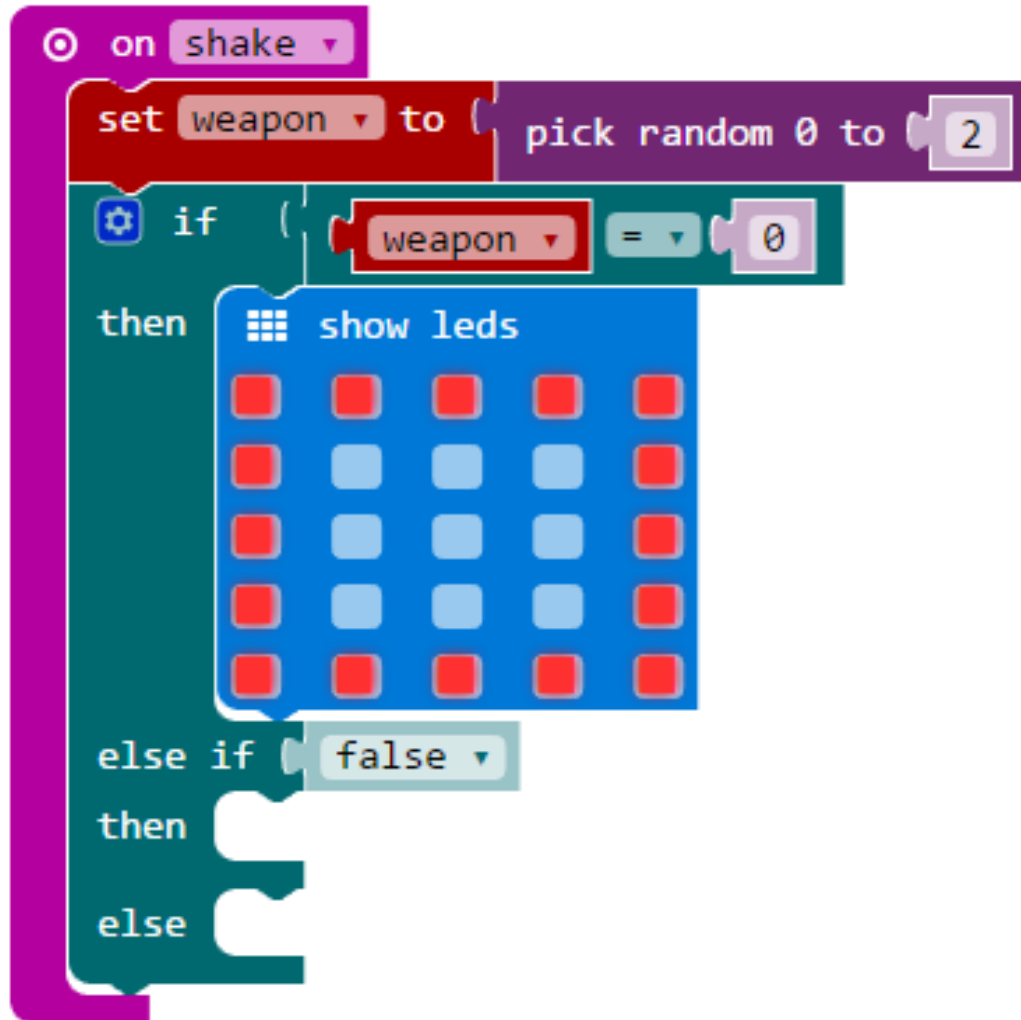 on shake
set weapon to pick random 0 to 2
if weapon = 0
then show leds
else if false
then
else